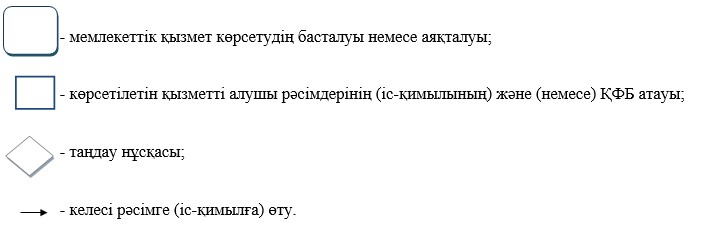 - мемлекеттік қызмет көрсетудің басталуы немесе аяқталуы;
- көрсетілетін қызметті алушы рәсімдерінің (іс-қимылының) және (немесе) ҚФБ атауы;
- таңдау нұсқасы;
- келесі рәсімге (іс-қимылға) өту.